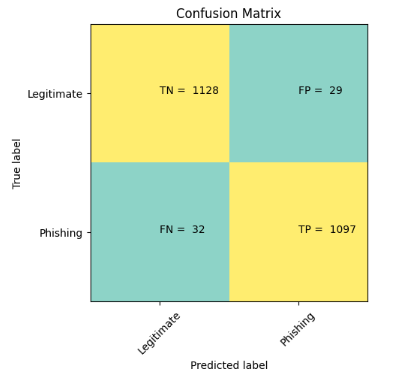 Confusion Matrix
True label
Legitimate
TN = 1128
FP = 29
Phishing
FN = 32
TP = 1097
Legitimate
Phishing
Predicted label